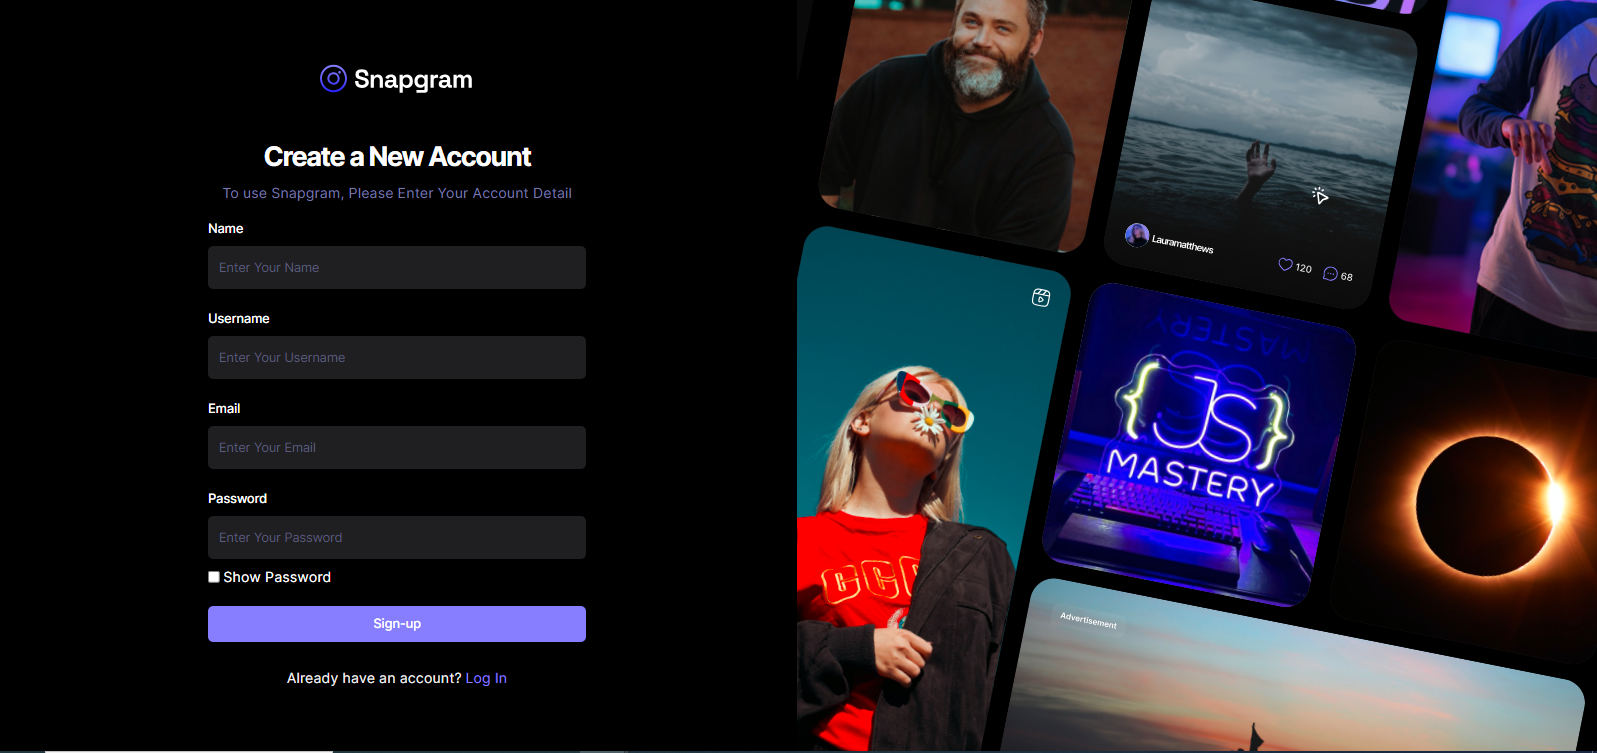 Snapgram
Create a New Account
To use Snapgram, Please Enter Your Account Detail
Name
Enter Your Name
Username
Enter Your Username
Email
Enter Your Email
Password
Enter Your Password
Show Password
Sign-up
Already have an account? Log In
Lauramatthews
120
68
MASTERY
{JS}
MASTERY
Advertisement